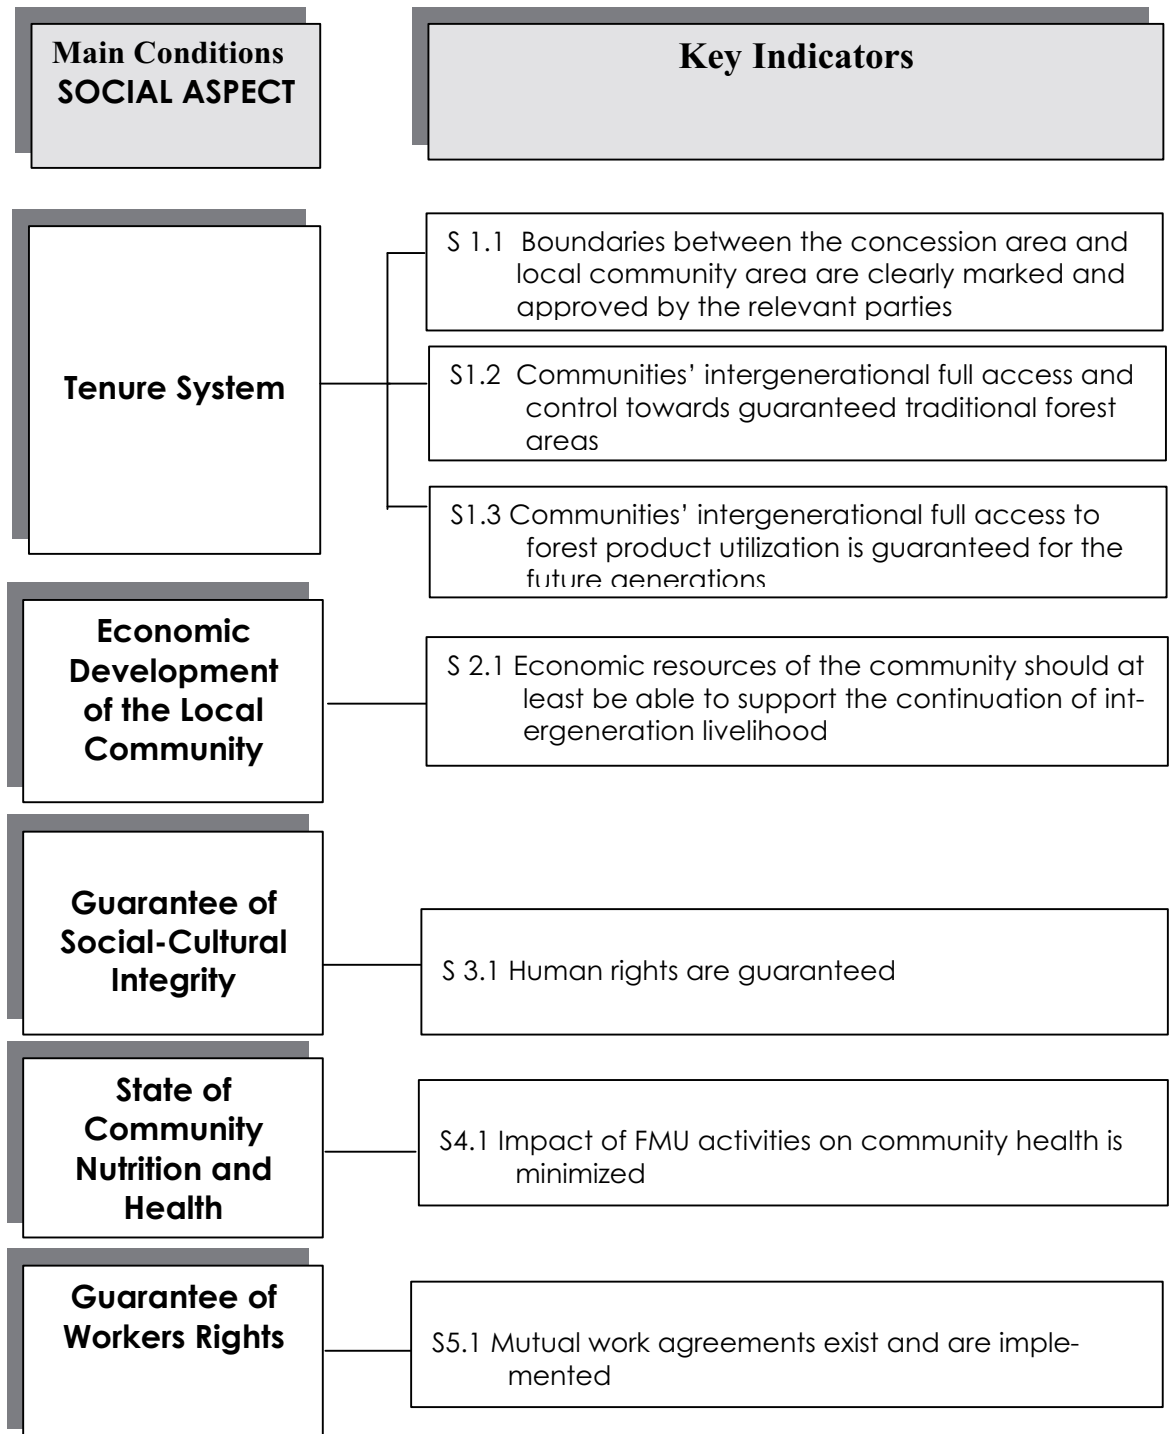 Main Conditions
SOCIAL ASPECT
Key Indicators
Tenure System
S 1.1 Boundaries between the concession area and
local community area are clearly marked and
approved by the relevant parties
S1.2 Communities’ intergenerational full access and
control towards guaranteed traditional forest
areas
S1.3 Communities’ intergenerational full access to
forest product utilization is guaranteed for the
future generations
Economic
Development
of the Local
Community
S 2.1 Economic resources of the community should at
least be able to support the continuation of int-
ergeneration livelihood
Guarantee of
Social-Cultural
Integrity
S 3.1 Human rights are guaranteed
State of
Community
Nutrition and
Health
S4.1 Impact of FMU activities on community health is
minimized
Guarantee of
Workers Rights
S5.1 Mutual work agreements exist and are imple-
mented